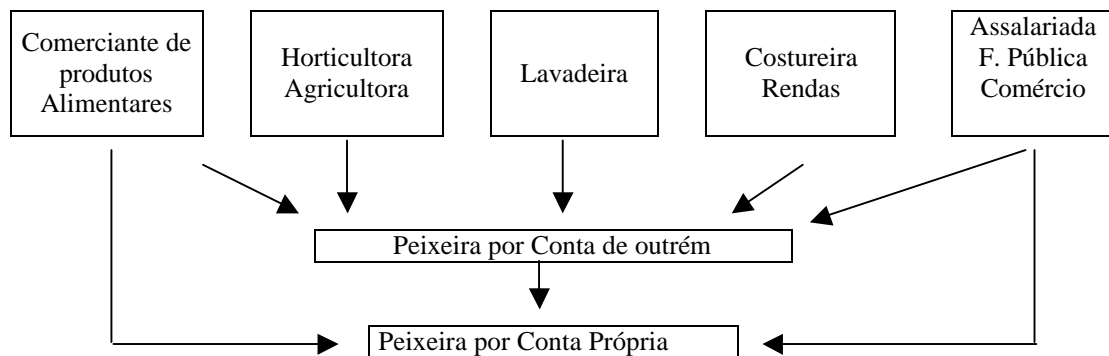 Comerciante de
produtos
Alimentares
Horticultora
Agricultora
Lavadeira
Costureira
Rendas
Assalariada
F. Pública
Comércio
Peixeira por Conta de outrém
Peixeira por Conta Própria